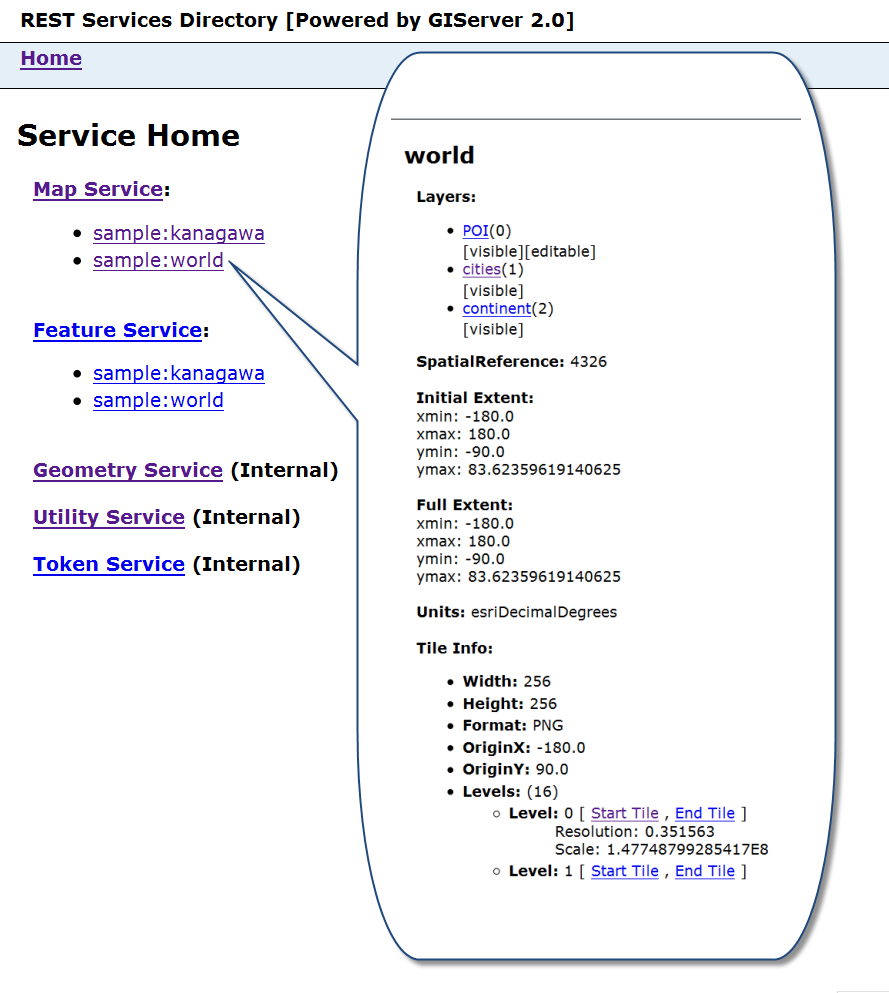 REST Services Directory [Powered by GIServer 2.0]
Home
Service Home
Map Service:
sample:kanagawa
sample:world
Feature Service:
sample:kanagawa
sample:world
Geometry Service (Internal)
Utility Service (Internal)
Token Service (Internal)
world
Layers:
POI(0)
[visible][editable]
cities(1)
[visible]
continent(2)
[visible]
SpatialReference: 4326
Initial Extent:
xmin: -180.0
xmax: 180.0
ymin: -90.0
ymax: 83.62359619140625
Full Extent:
xmin: -180.0
xmax: 180.0
ymin: -90.0
ymax: 83.62359619140625
Units: esriDecimalDegrees
Tile Info:
Width: 256
Height: 256
Format: PNG
OriginX: -180.0
OriginY: 90.0
Levels: (16)
Level: 0 [ Start Tile , End Tile ]
Resolution: 0.351563
Scale: 1.47748799285417E8
Level: 1 [ Start Tile , End Tile ]